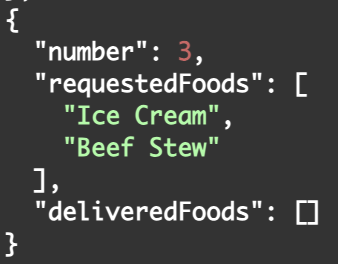 {
  "number": 3,
  "requestedFoods": [
    "Ice Cream",
    "Beef Stew"
  ],
  "deliveredFoods": []
}